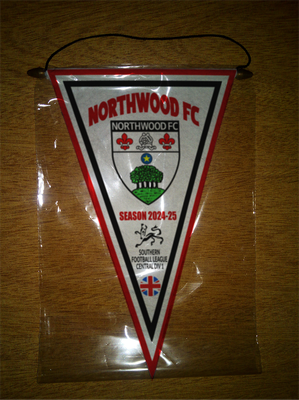 NORTHWOOD FC
NORTHWOOD FC
SEASON 2024-25
SOUTHERN
FOOTBALL LEAGUE
CENTRAL DIV 1